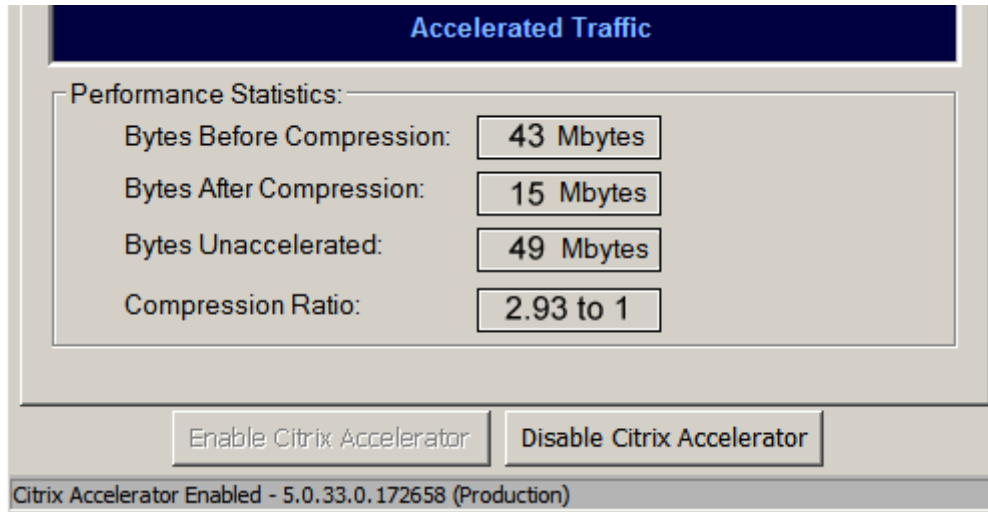 Accelerated Traffic
Performance Statistics:
Bytes Before Compression: 43 Mbytes
Bytes After Compression: 15 Mbytes
Bytes Unaccelerated: 49 Mbytes
Compression Ratio: 2.93 to 1
Enable Citrix Accelerator Disable Citrix Accelerator
Citrix Accelerator Enabled - 5.0.33.0.172658 (Production)